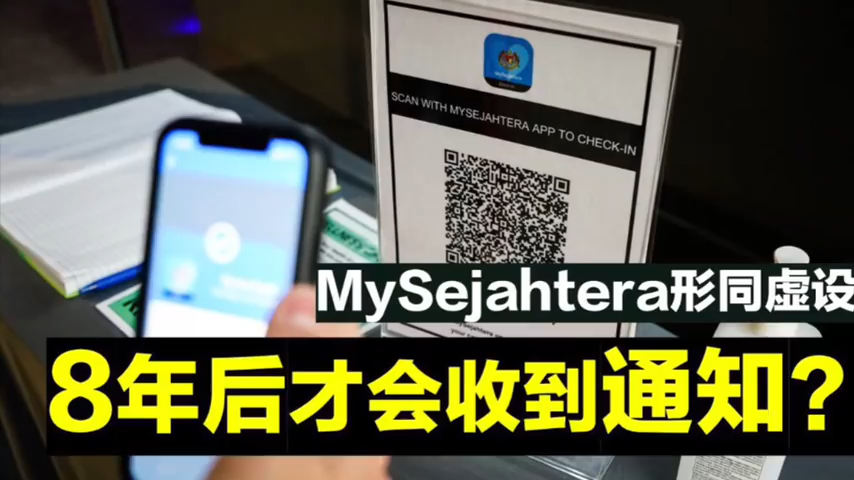 MySejahtera
SCAN WITH MYSEJAHTERA APP TO CHECK-IN
MySejahtera形同虚设
8年后才会收到通知?